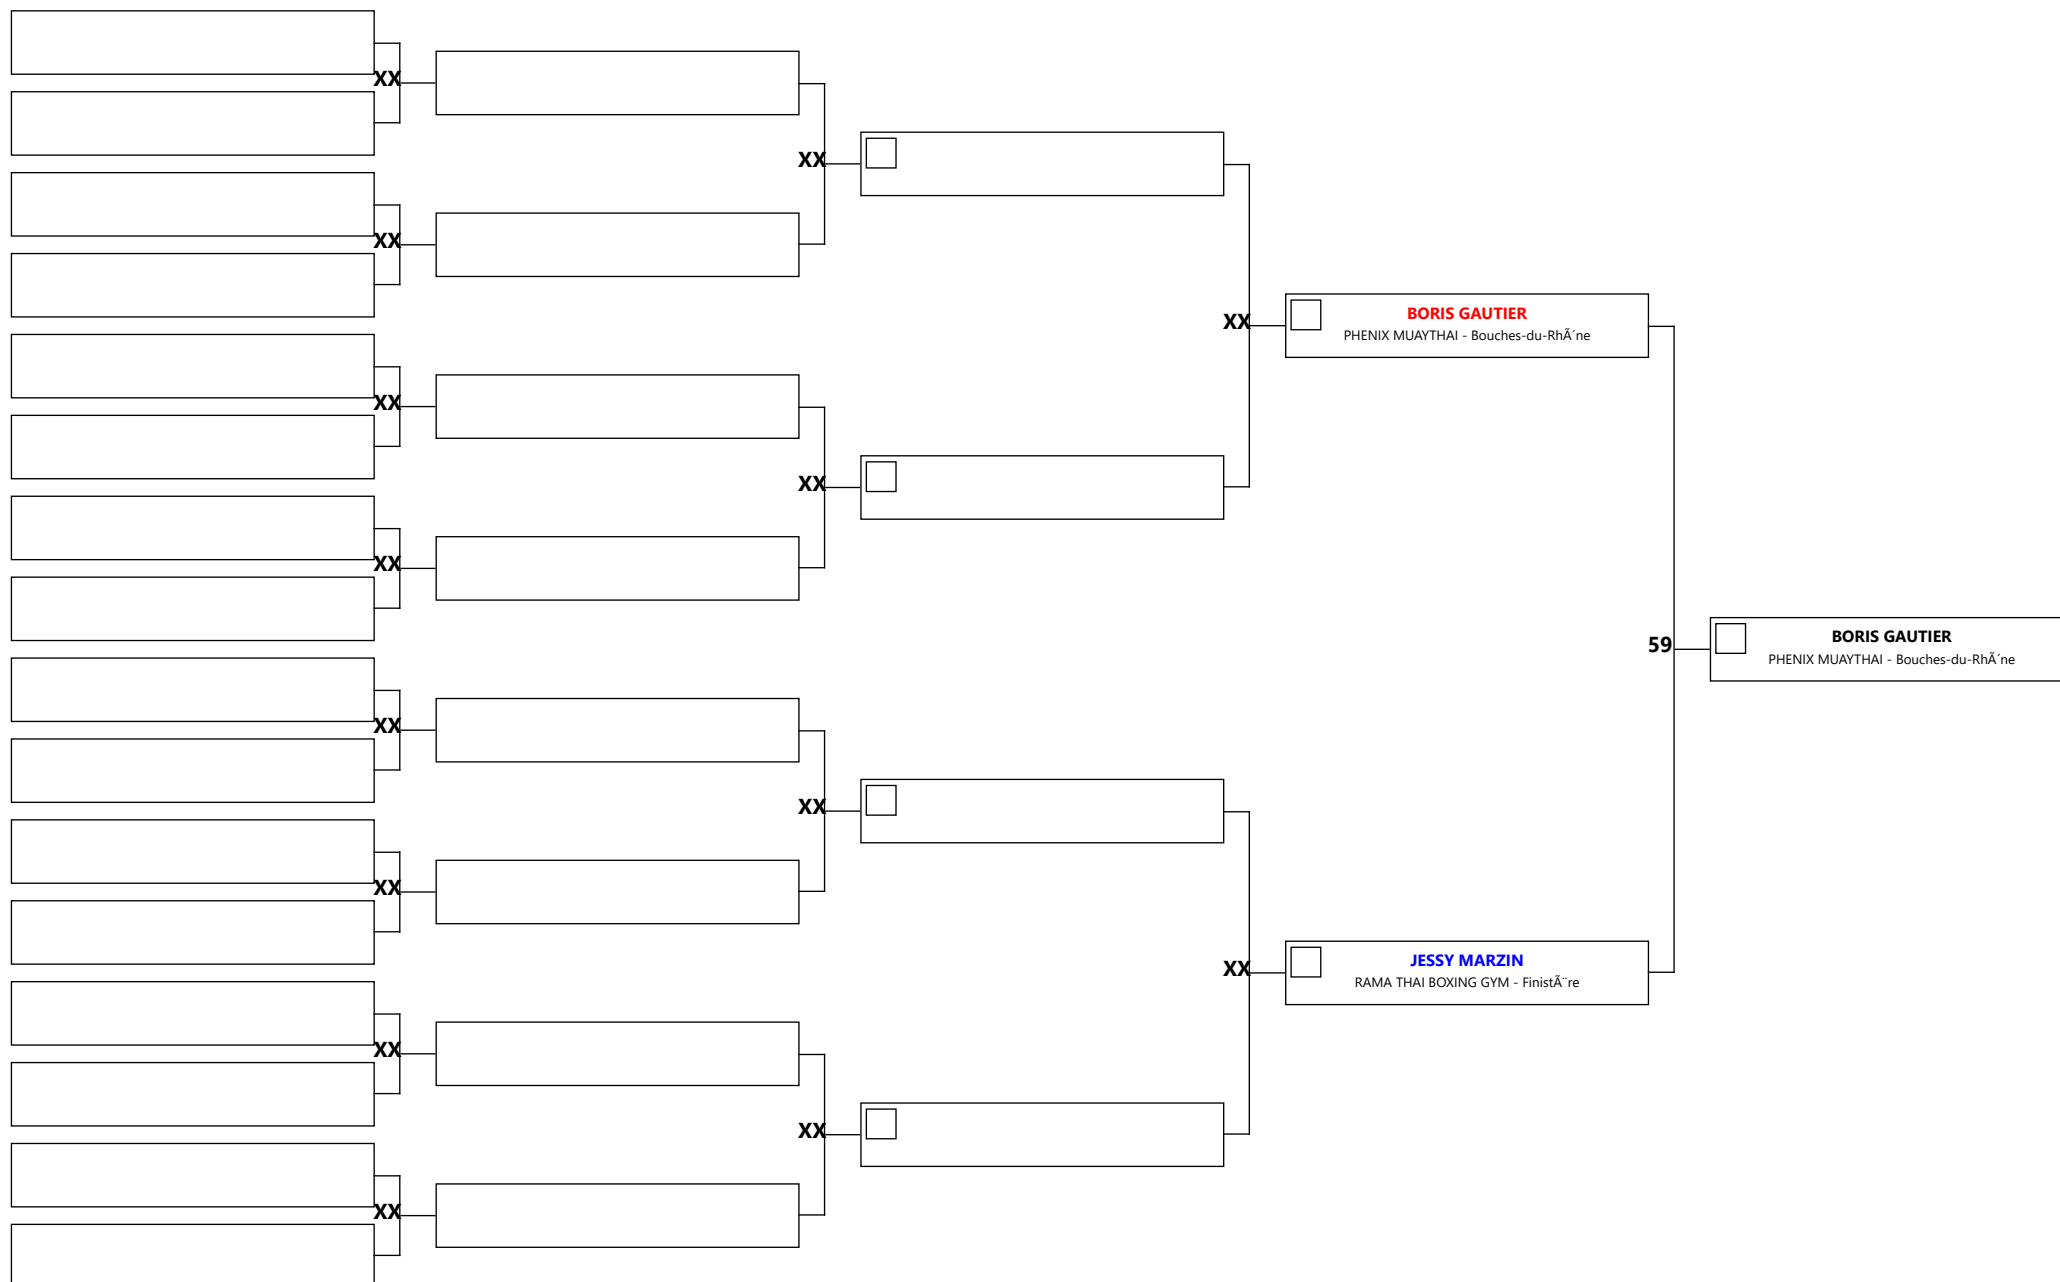 XX
XX
XX
XX
BORIS GAUTIER
PHENIX MUAYTHAI - Bouches-du-RhÃ´ne
XX
XX
XX
XX
59
BORIS GAUTIER
PHENIX MUAYTHAI - Bouches-du-RhÃ´ne
XX
XX
XX
JESSY MARZIN
RAMA THAI BOXING GYM - FinistÃ¨re
XX
XX
XX
XX